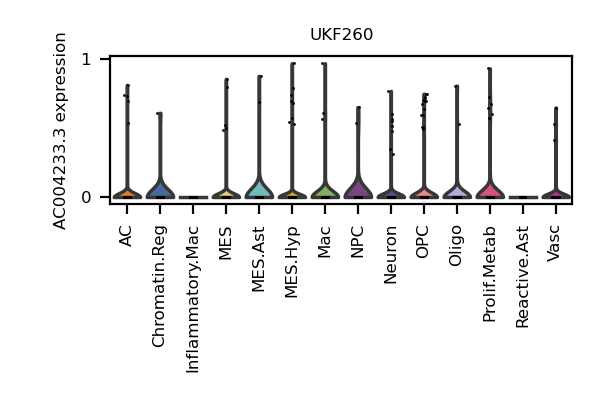 UKF260
AC004233.3 expression
1
0
AC
Chromatin.Reg
Inflammatory.Mac
MES
MES.Ast
MES.Hyp
Mac
NPC
Neuron
OPC
Oligo
Prolif.Metab
Reactive.Ast
Vasc